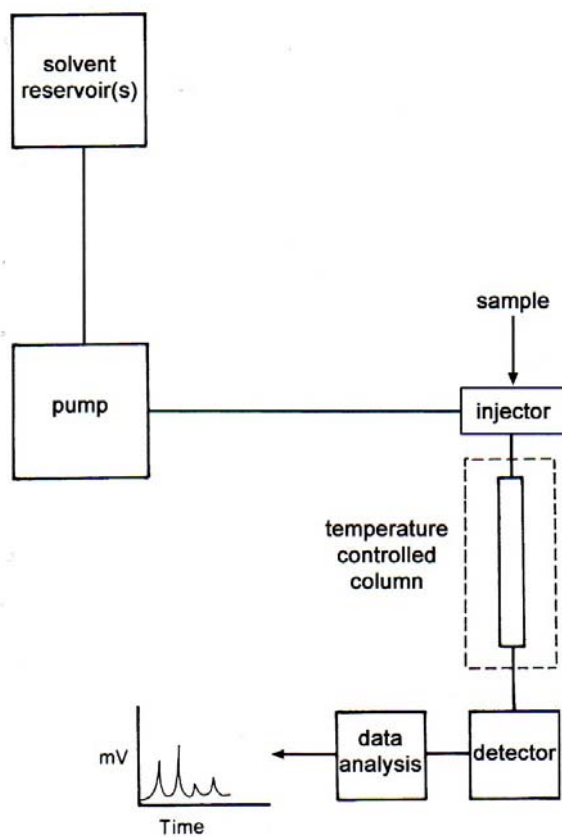 solvent
reservoir(s)
sample
pump
injector
temperature
controlled
column
mV
data
analysis
detector
Time